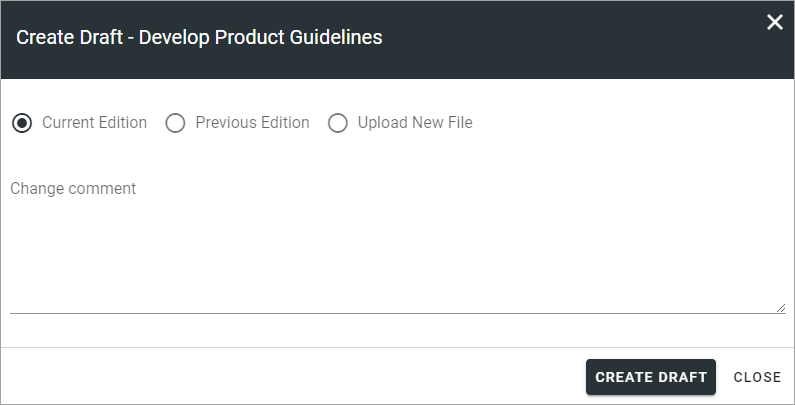 Create Draft - Develop Product Guidelines
Current Edition Previous Edition Upload New File
Change comment
CREATE DRAFT CLOSE